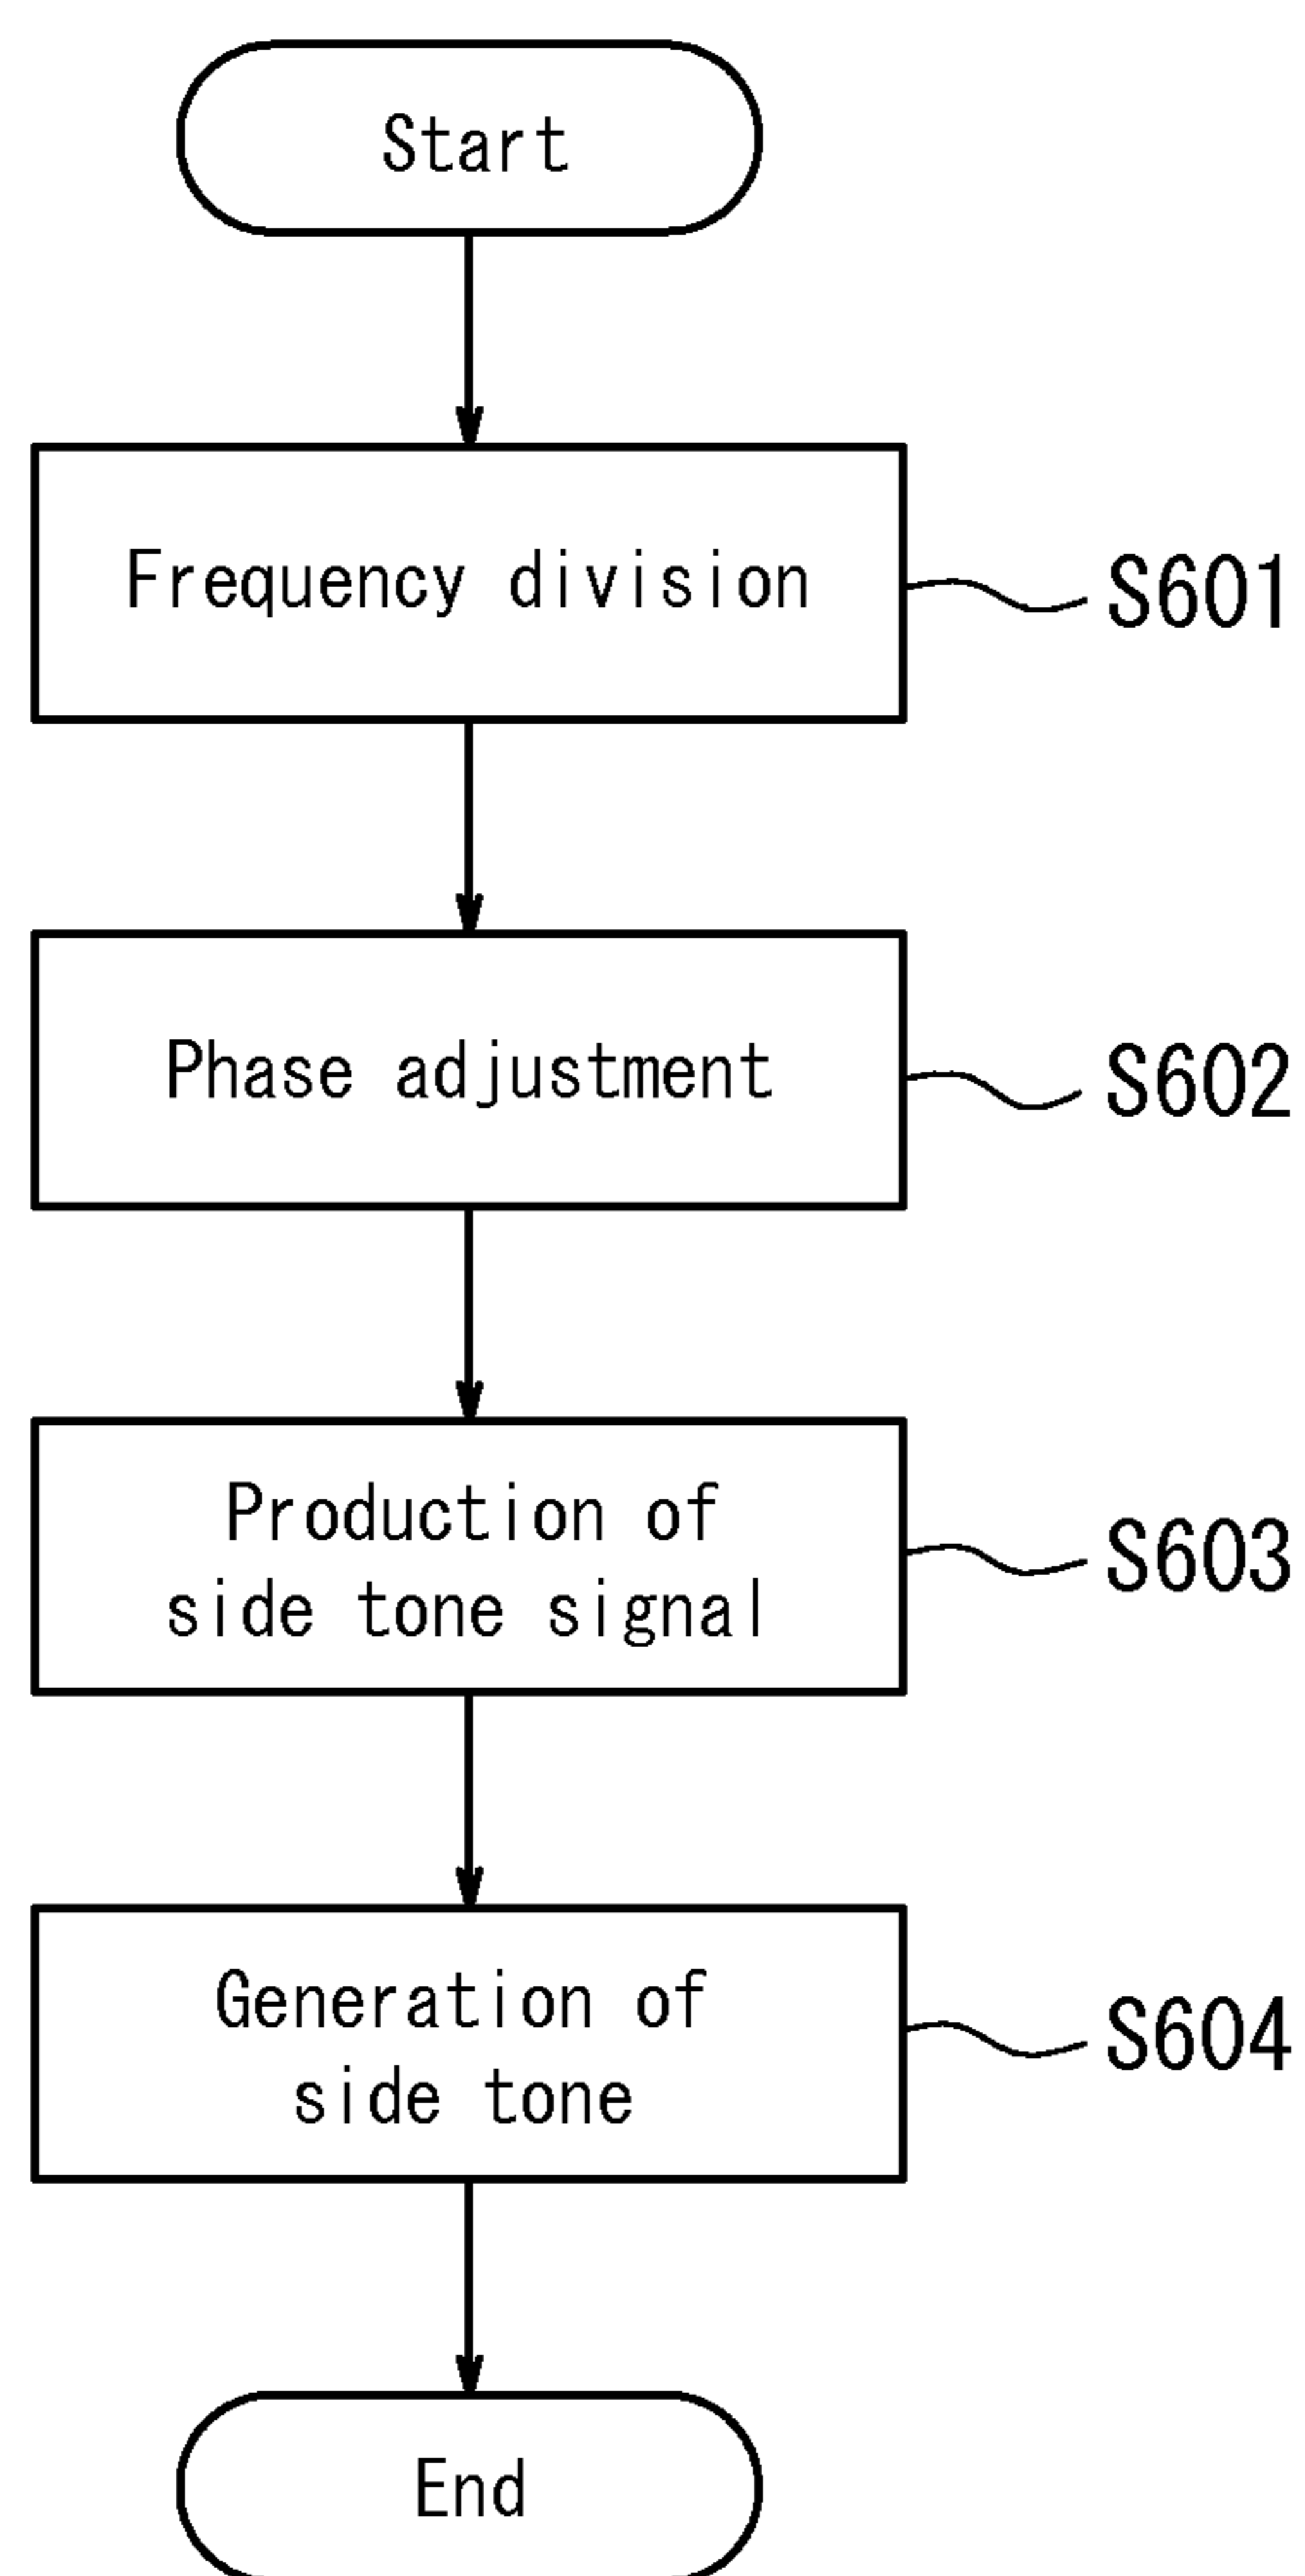 Start
Frequency division
S601
Phase adjustment
S602
Production of
side tone signal
S603
Generation of
side tone
S604
End